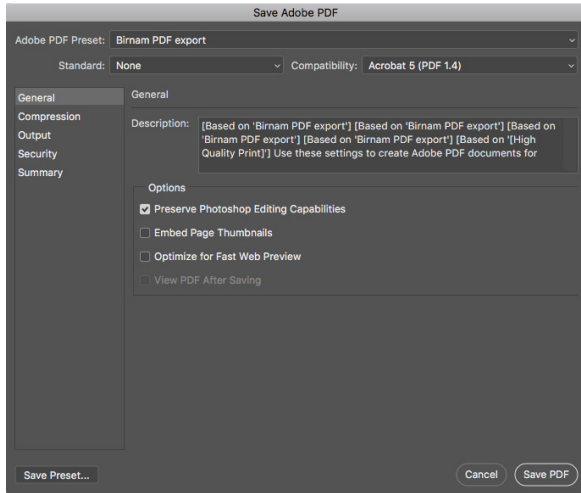 Save Adobe PDF
Adobe PDF Preset: Birnam PDF export
Standard: None Compatibility: Acrobat 5 (PDF 1.4)
General
Compression
Output
Security
Summary
General
Description: [Based on 'Birnam PDF export'] [Based on 'Birnam PDF export'] [Based on
'Birnam PDF export'] [Based on 'Birnam PDF export'] [Based on '[High
Quality Print]'] Use these settings to create Adobe PDF documents for
Options
Preserve Photoshop Editing Capabilities
Embed Page Thumbnails
Optimize for Fast Web Preview
View PDF After Saving
Save Preset... Cancel Save PDF